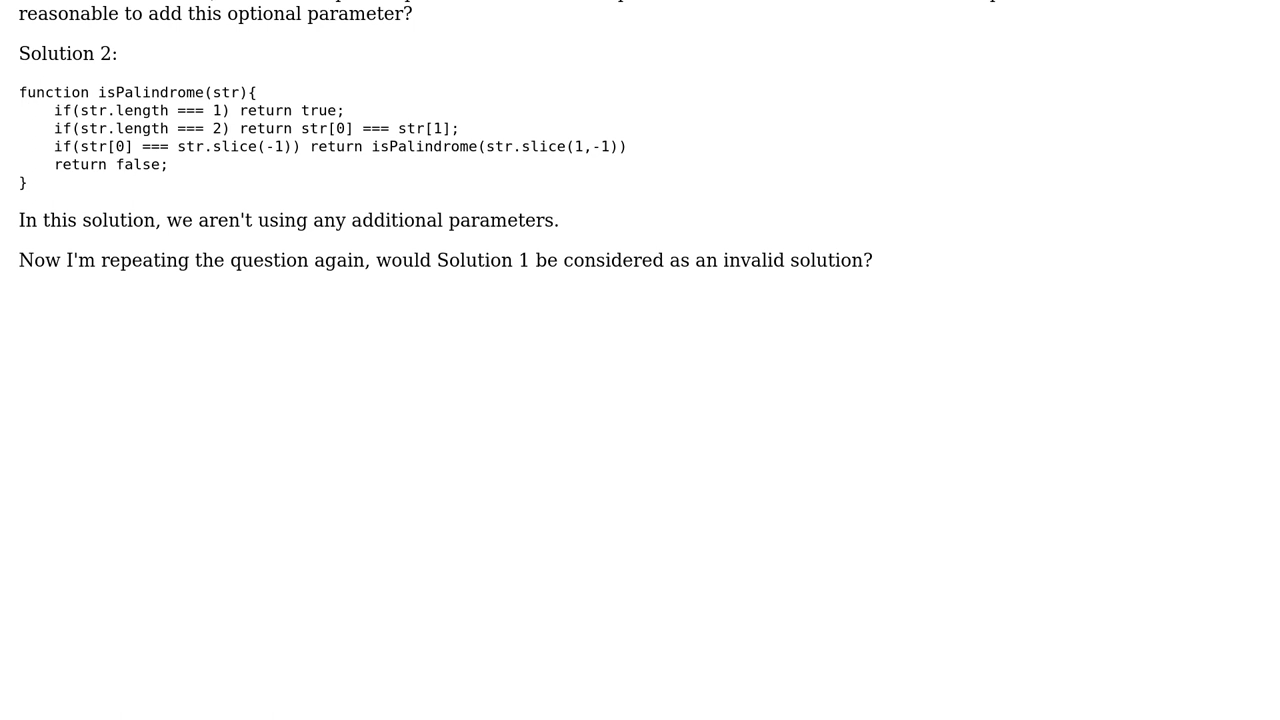 reasonable to add this optional parameter?
Solution 2:
function isPalindrome(str){
    if(str.length === 1) return true;
    if(str.length === 2) return str[0] === str[1];
    if(str[0] === str.slice(-1)) return isPalindrome(str.slice(1,-1))
    return false;
}
In this solution, we aren't using any additional parameters.
Now I'm repeating the question again, would Solution 1 be considered as an invalid solution?